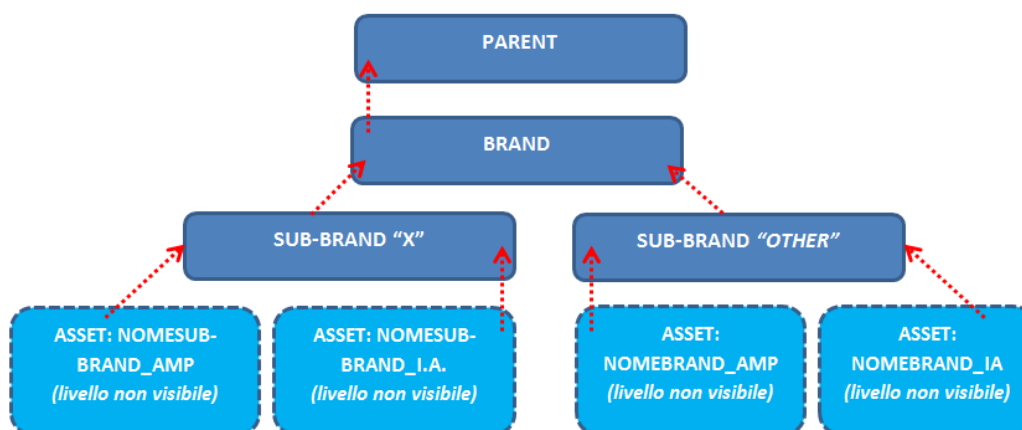 PARENT
BRAND
SUB-BRAND “X”
SUB-BRAND “OTHER”
ASSET: NOMESUB-
BRAND_AMP
(livello non visibile)
ASSET: NOMESUB-
BRAND_I.A.
(livello non visibile)
ASSET:
NOMEBRAND_AMP
(livello non visibile)
ASSET:
NOMEBRAND_IA
(livello non visibile)